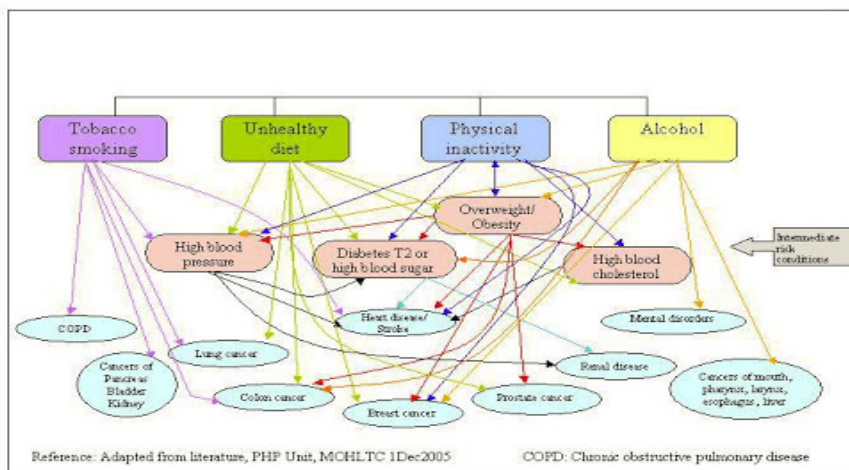 Tobacco
smoking
Unhealthy
diet
Physical
inactivity
Alcohol
Overweight/
Obesity
High blood
pressure
Diabetes T2 or
high blood sugar
High blood
cholesterol
Intermediate
risk
conditions
COPD
Heart disease/
Stroke
Mental disorders
Lung cancer
Renal disease
Cancers of
Pancreas
Bladder
Kidney
Colon cancer
Breast cancer
Prostate cancer
Cancers of mouth,
pharynx, larynx,
esophagus, liver
Reference: Adapted from literature, PHP Unit, MOHLTC 1Dec2005
COPD: Chronic obstructive pulmonary disease